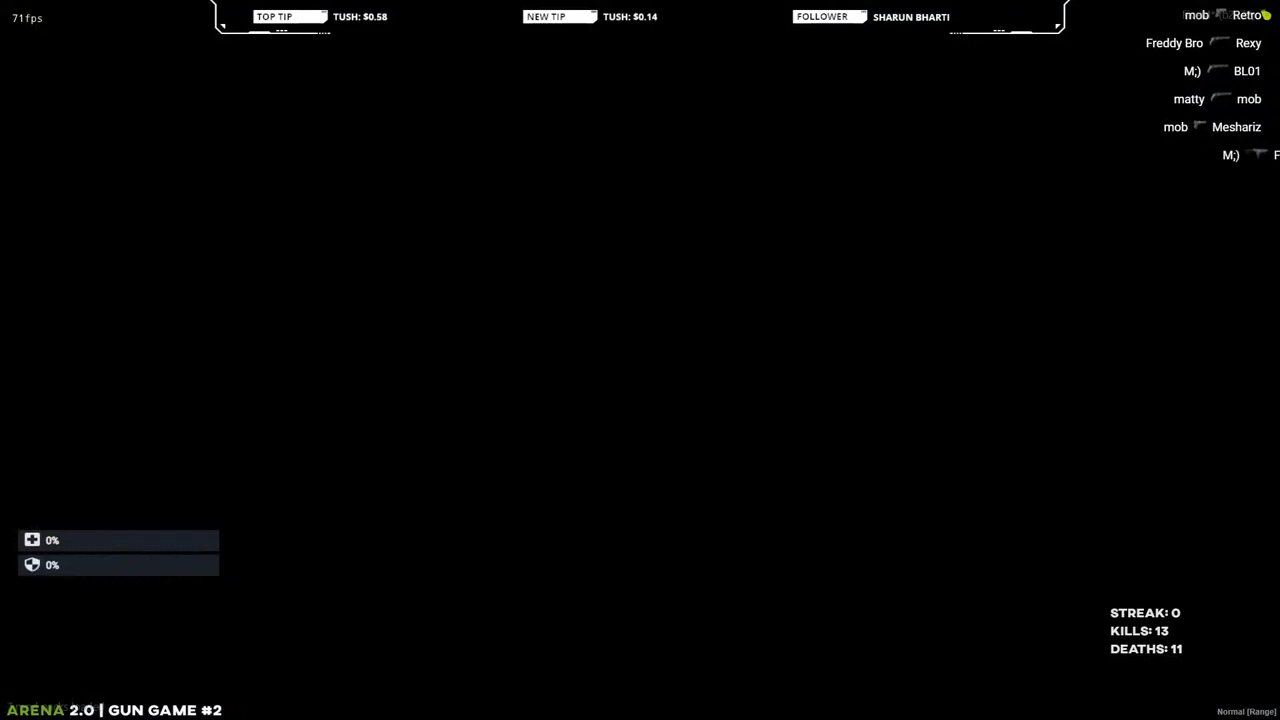 71fps
TOP TIP TUSH: $0.58 NEW TIP TUSH: $0.14 FOLLOWER SHARUN BHARTI
mob Retro
Freddy Bro Rexy
M;) BL01
matty mob
mob Meshariz
M;) F
0%
0%
STREAK: 0
KILLS: 13
DEATHS: 11
ARENA 2.0 | GUN GAME #2
Normal [Range]